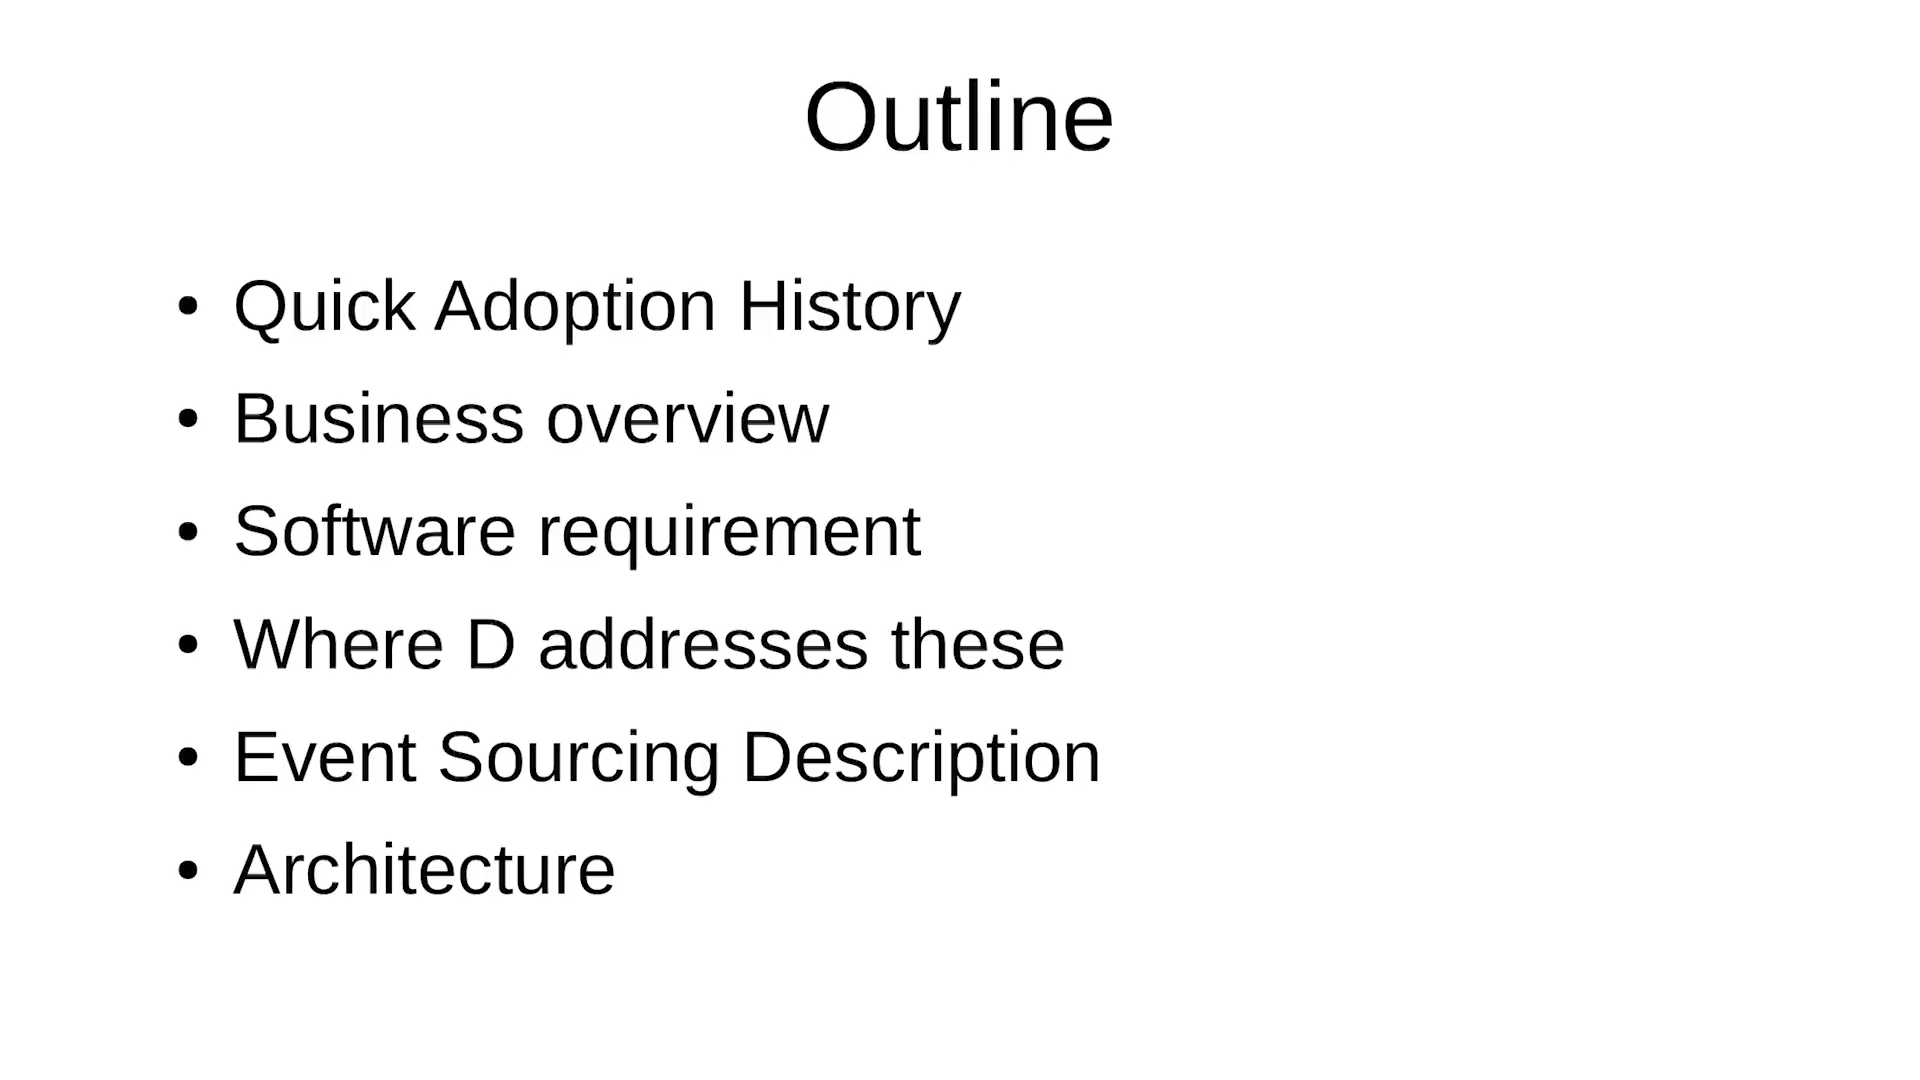 Outline
• Quick Adoption History
• Business overview
• Software requirement
• Where D addresses these
• Event Sourcing Description
• Architecture